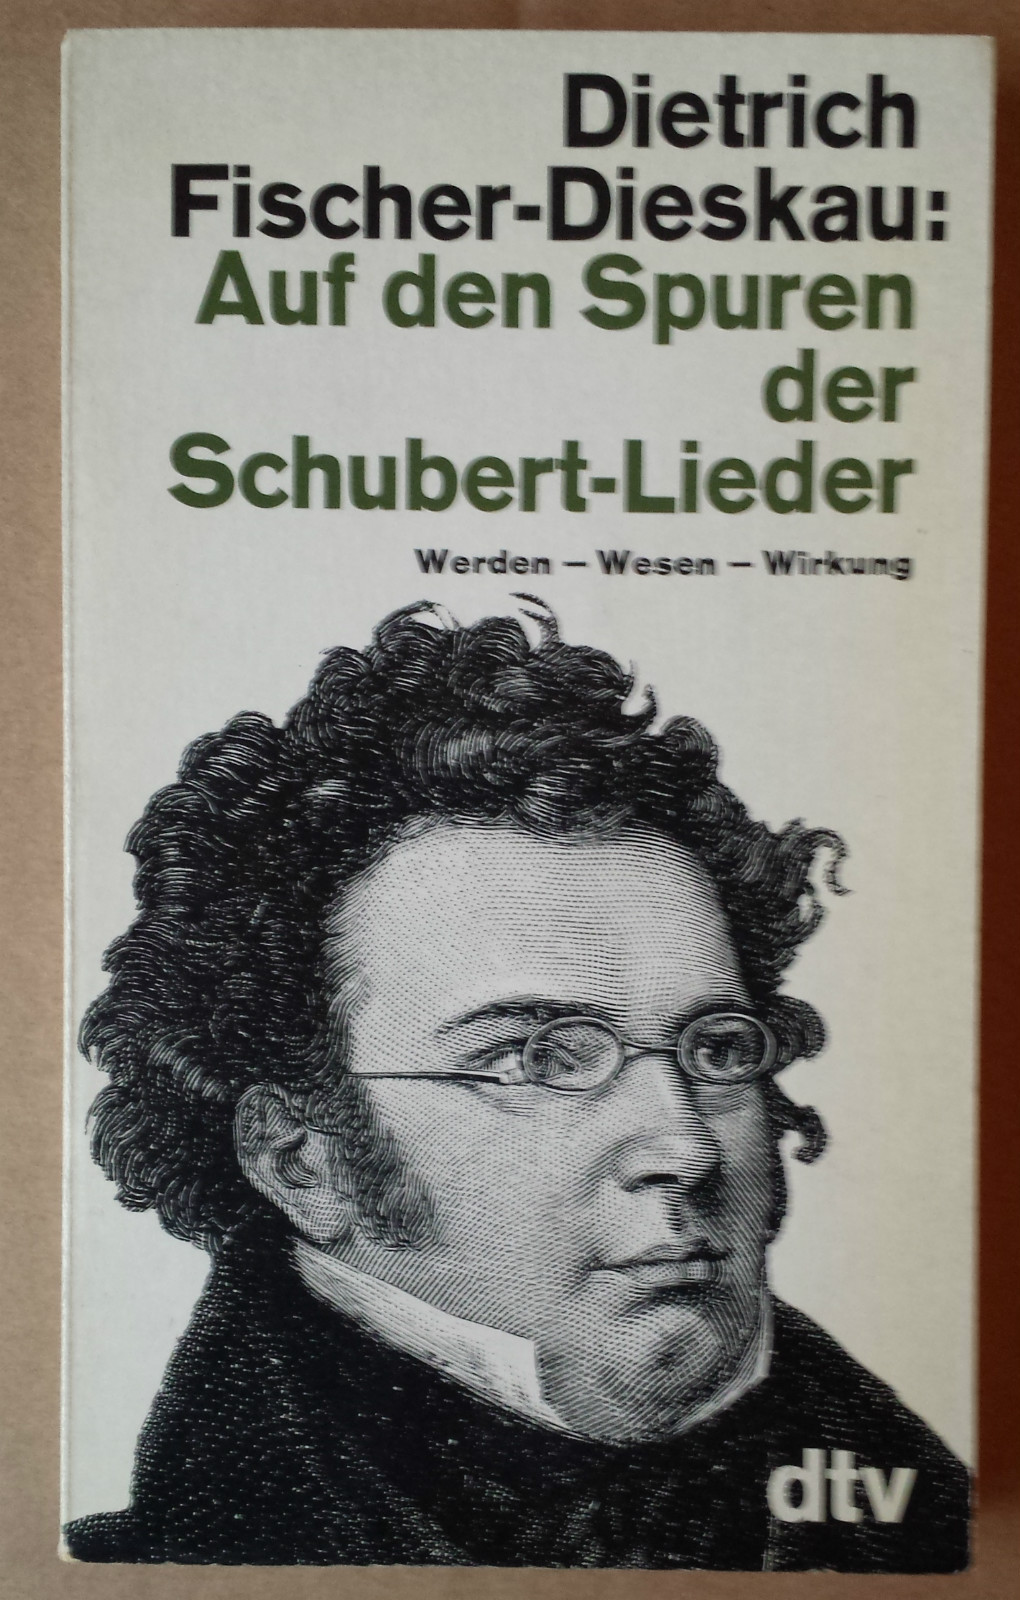 Dietrich
Fischer-Dieskau:
Auf den Spuren
der
Schubert-Lieder
Werden – Wesen – Wirkung
dtv